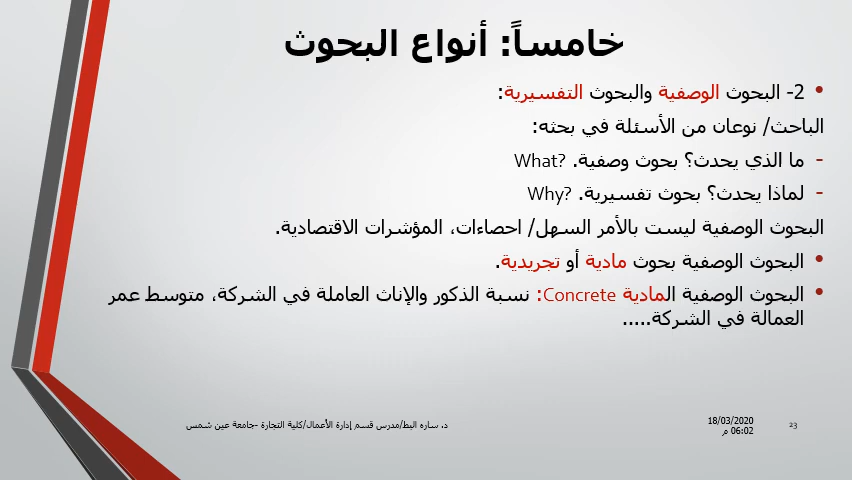 خامساً: أنواع البحوث
• 2- البحوث الوصفية والبحوث التفسيرية:
الباحث/ نوعان من الأسئلة في بحثه:
- ما الذي يحدث؟ بحوث وصفية. What?
- لماذا يحدث؟ بحوث تفسيرية. Why?
البحوث الوصفية ليست بالأمر السهل/ احصاءات، المؤشرات الاقتصادية.
• البحوث الوصفية بحوث مادية أو تجريدية.
• البحوث الوصفية المادية Concrete: نسبة الذكور والإناث العاملة في الشركة، متوسط عمر
العمالة في الشركة.....
د. ساره البط/مدرس قسم إدارة الأعمال/كلية التجارة -جامعة عين شمس
18/03/2020
06:02 م
23